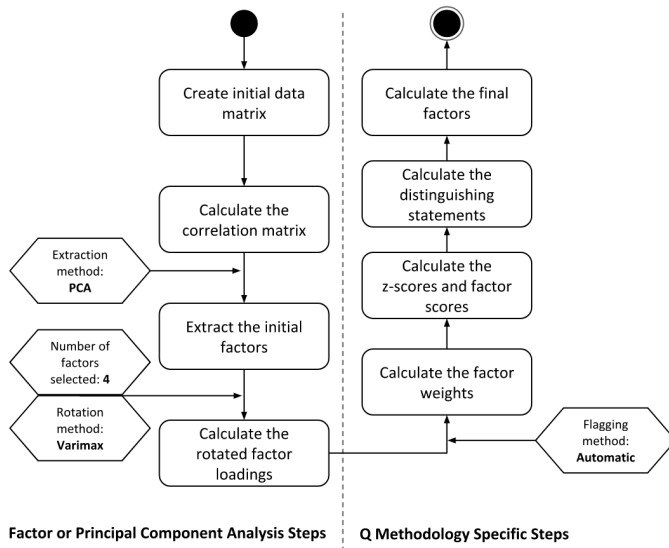 Create initial data
matrix
Calculate the
correlation matrix
Extraction
method:
PCA
Extract the initial
factors
Number of
factors
selected: 4
Rotation
method:
Varimax
Calculate the
rotated factor
loadings
Factor or Principal Component Analysis Steps
Calculate the final
factors
Calculate the
distinguishing
statements
Calculate the
z-scores and factor
scores
Calculate the factor
weights
Flagging
method:
Automatic
Q Methodology Specific Steps